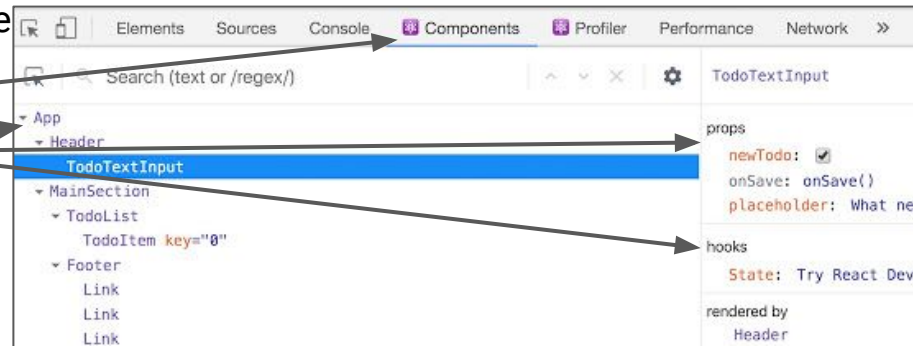 e
Elements Sources Console Components Profiler Performance Network »
Search (text or /regex/)
TodoTextInput
App
Header
TodoTextInput
MainSection
TodoList
TodoItem key="0"
Footer
Link
Link
Link
props
newTodo:
onSave: onSave()
placeholder: What ne
hooks
State: Try React Dev
rendered by
Header